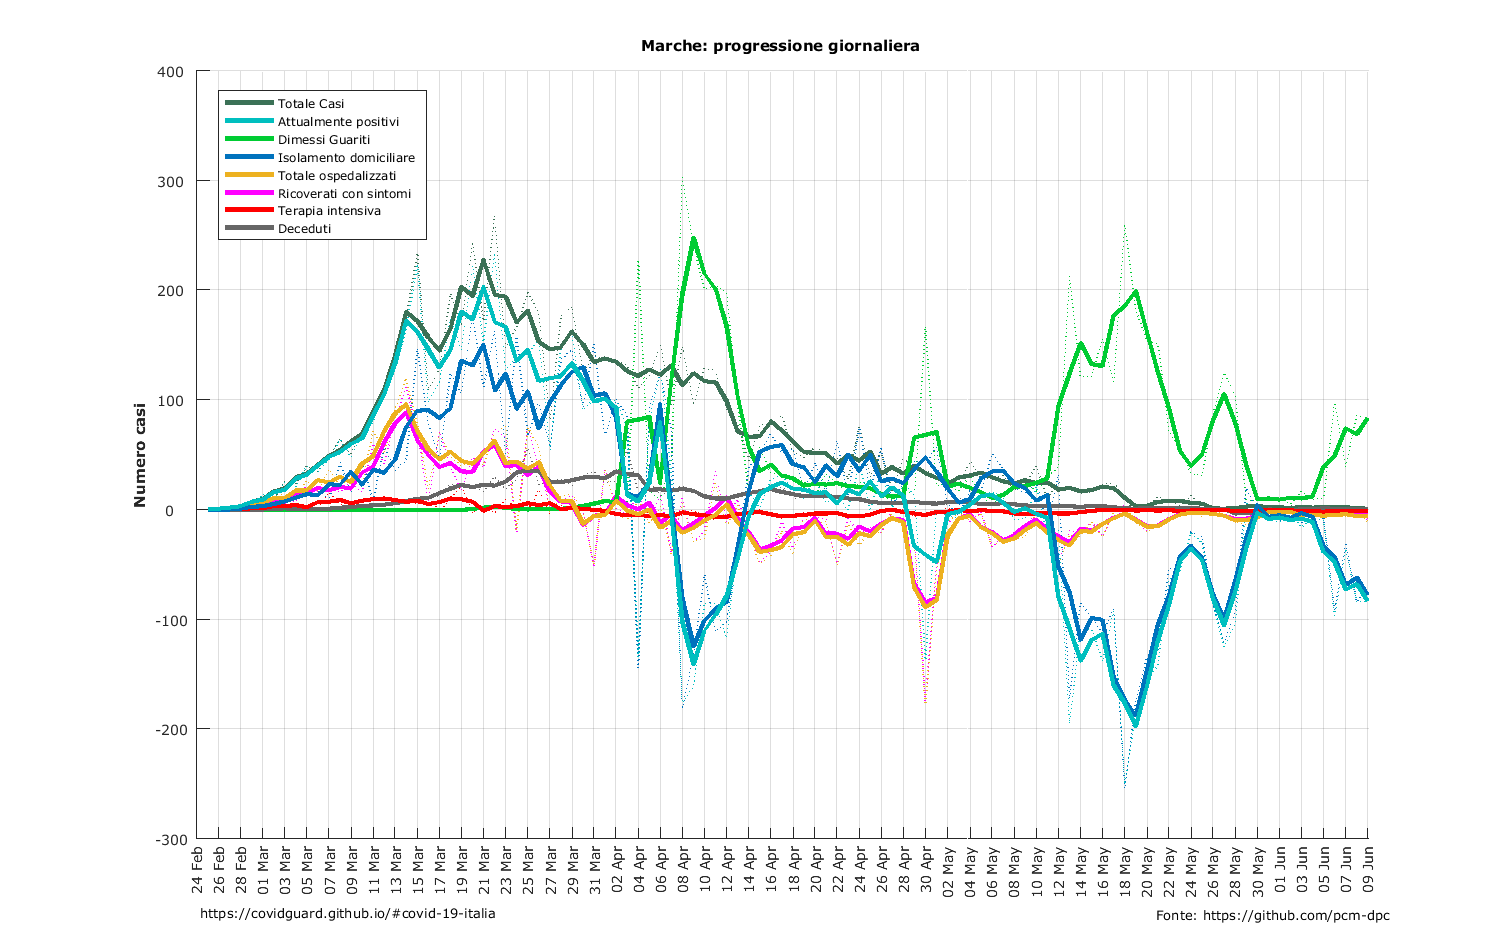 Marche: progressione giornaliera
Numero casi
400
300
200
100
0
-100
-200
-300
Totale Casi
Attualmente positivi
Dimessi Guariti
Isolamento domiciliare
Totale ospedalizzati
Ricoverati con sintomi
Terapia intensiva
Deceduti
24 Feb
26 Feb
28 Feb
01 Mar
03 Mar
05 Mar
07 Mar
09 Mar
11 Mar
13 Mar
15 Mar
17 Mar
19 Mar
21 Mar
23 Mar
25 Mar
27 Mar
29 Mar
31 Mar
02 Apr
04 Apr
06 Apr
08 Apr
10 Apr
12 Apr
14 Apr
16 Apr
18 Apr
20 Apr
22 Apr
24 Apr
26 Apr
28 Apr
30 Apr
02 May
04 May
06 May
08 May
10 May
12 May
14 May
16 May
18 May
20 May
22 May
24 May
26 May
28 May
30 May
01 Jun
03 Jun
05 Jun
07 Jun
09 Jun
https://covidguard.github.io/#covid-19-italia
Fonte: https://github.com/pcm-dpc